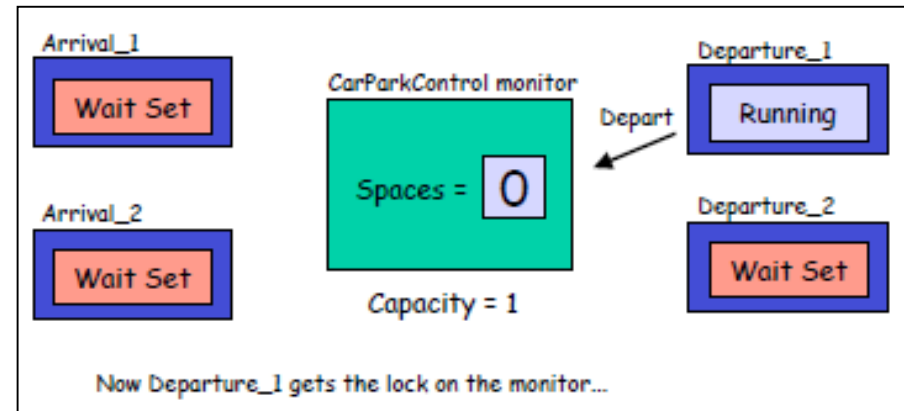 Arrival_1
Wait Set
Arrival_2
Wait Set
CarParkControl monitor
Spaces = 0
Capacity = 1
Depart
Departure_1
Running
Departure_2
Wait Set
Now Departure_1 gets the lock on the monitor...